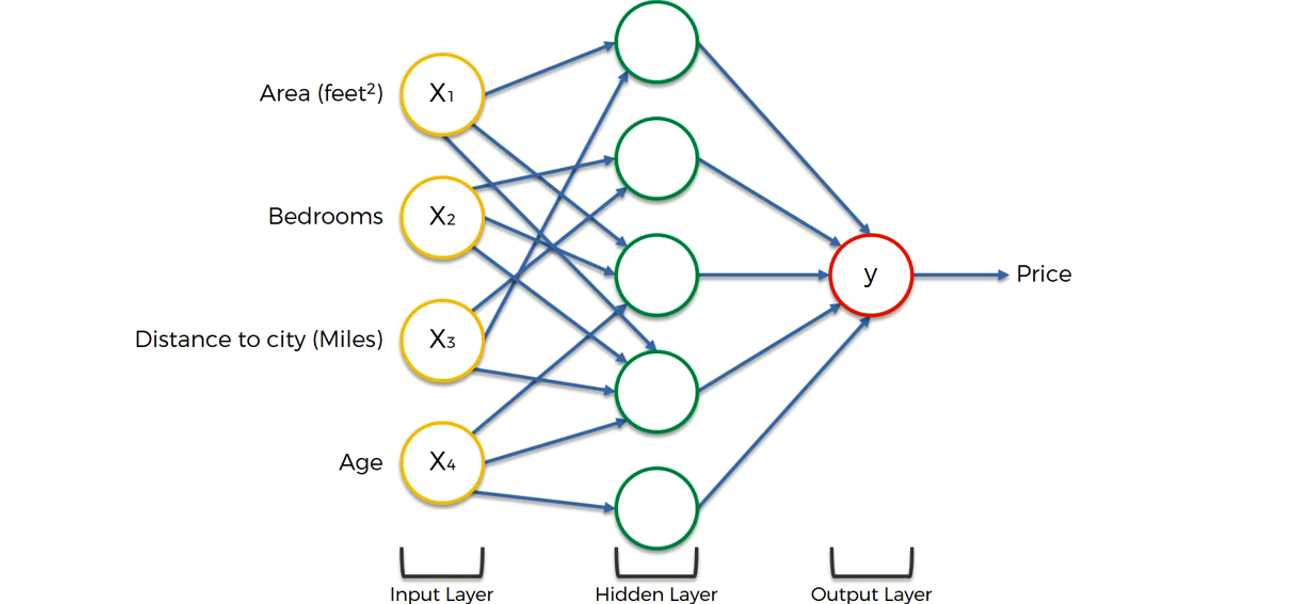 Area (feet²)
X₁
Bedrooms
X₂
Distance to city (Miles)
X₃
Age
X₄
y
Price
Input Layer
Hidden Layer
Output Layer